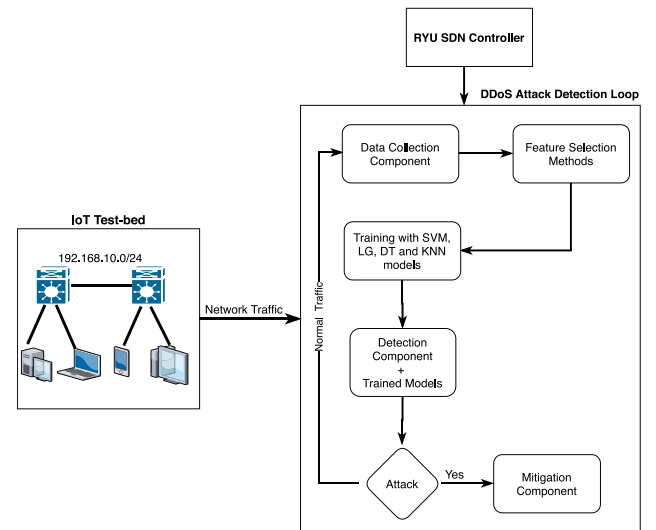 RYU SDN Controller
DDoS Attack Detection Loop
Data Collection
Component
Feature Selection
Methods
IoT Test-bed
192.168.10.0/24
Training with SVM,
LG, DT and KNN
models
Network Traffic
Normal Traffic
Detection
Component
+
Trained Models
Attack
Yes
Mitigation
Component